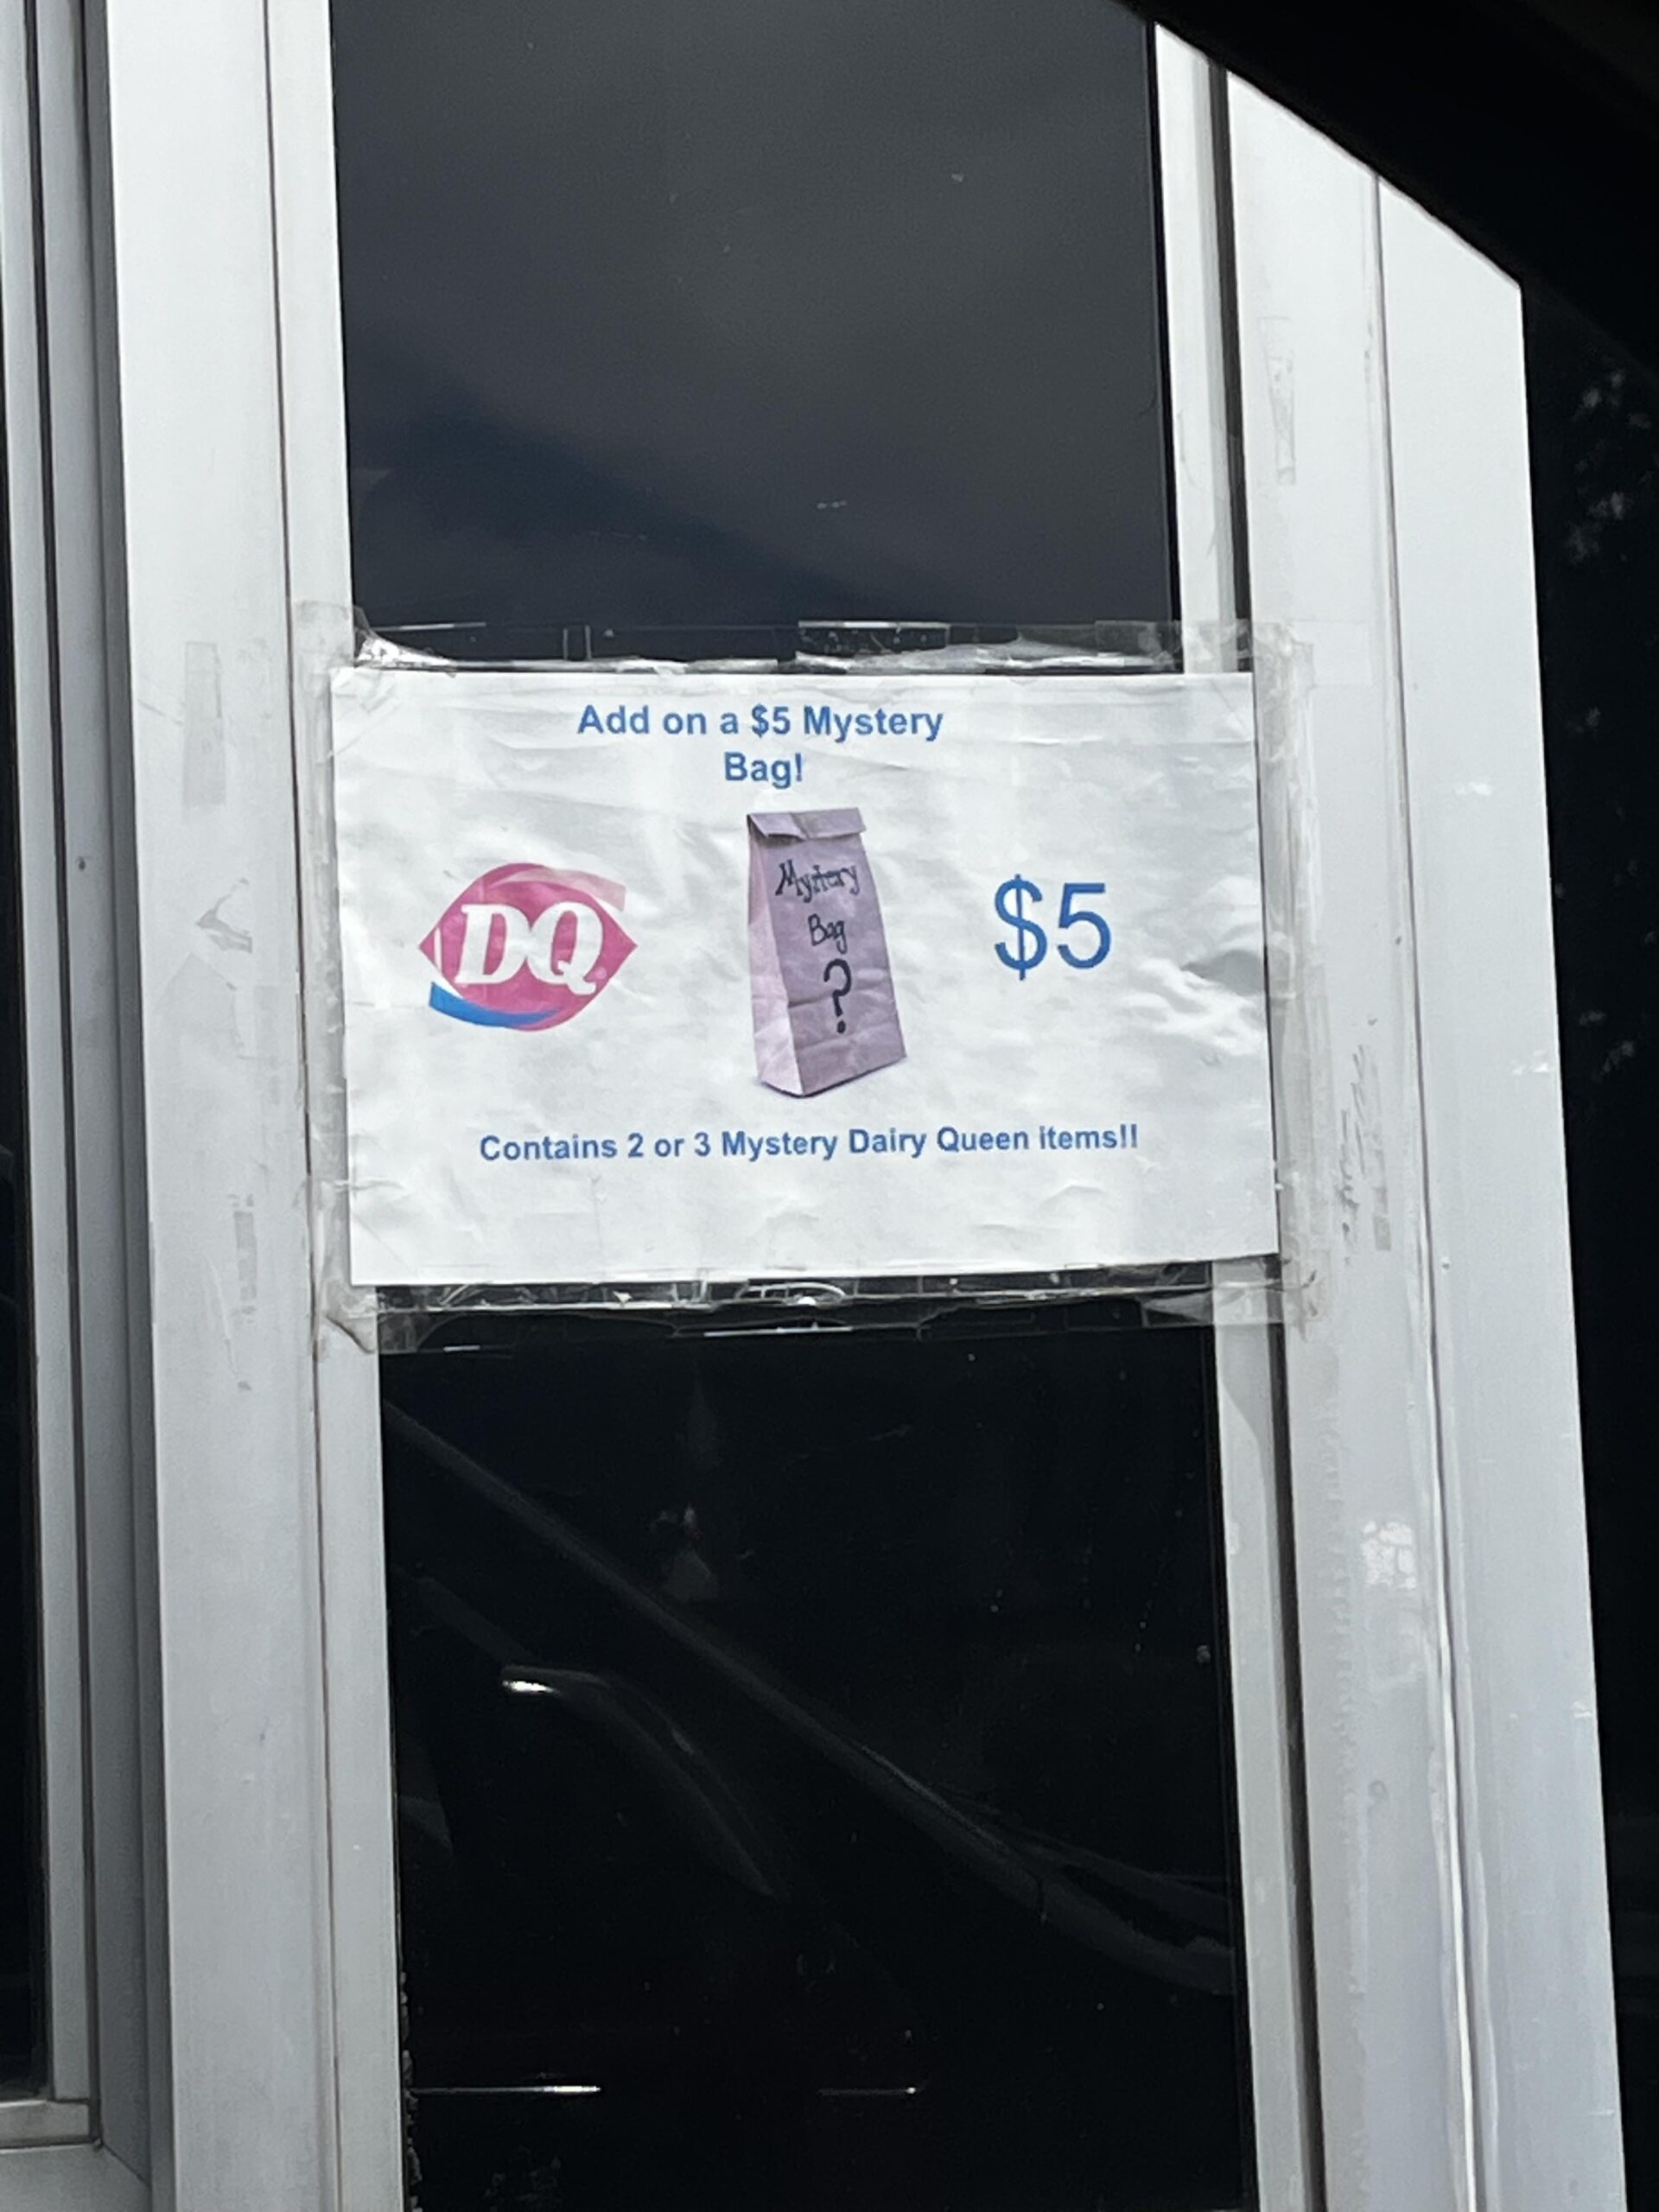 Add on a $5 Mystery
Bag!
DQ
Mystery
Bag
?
$5
Contains 2 or 3 Mystery Dairy Queen items!!